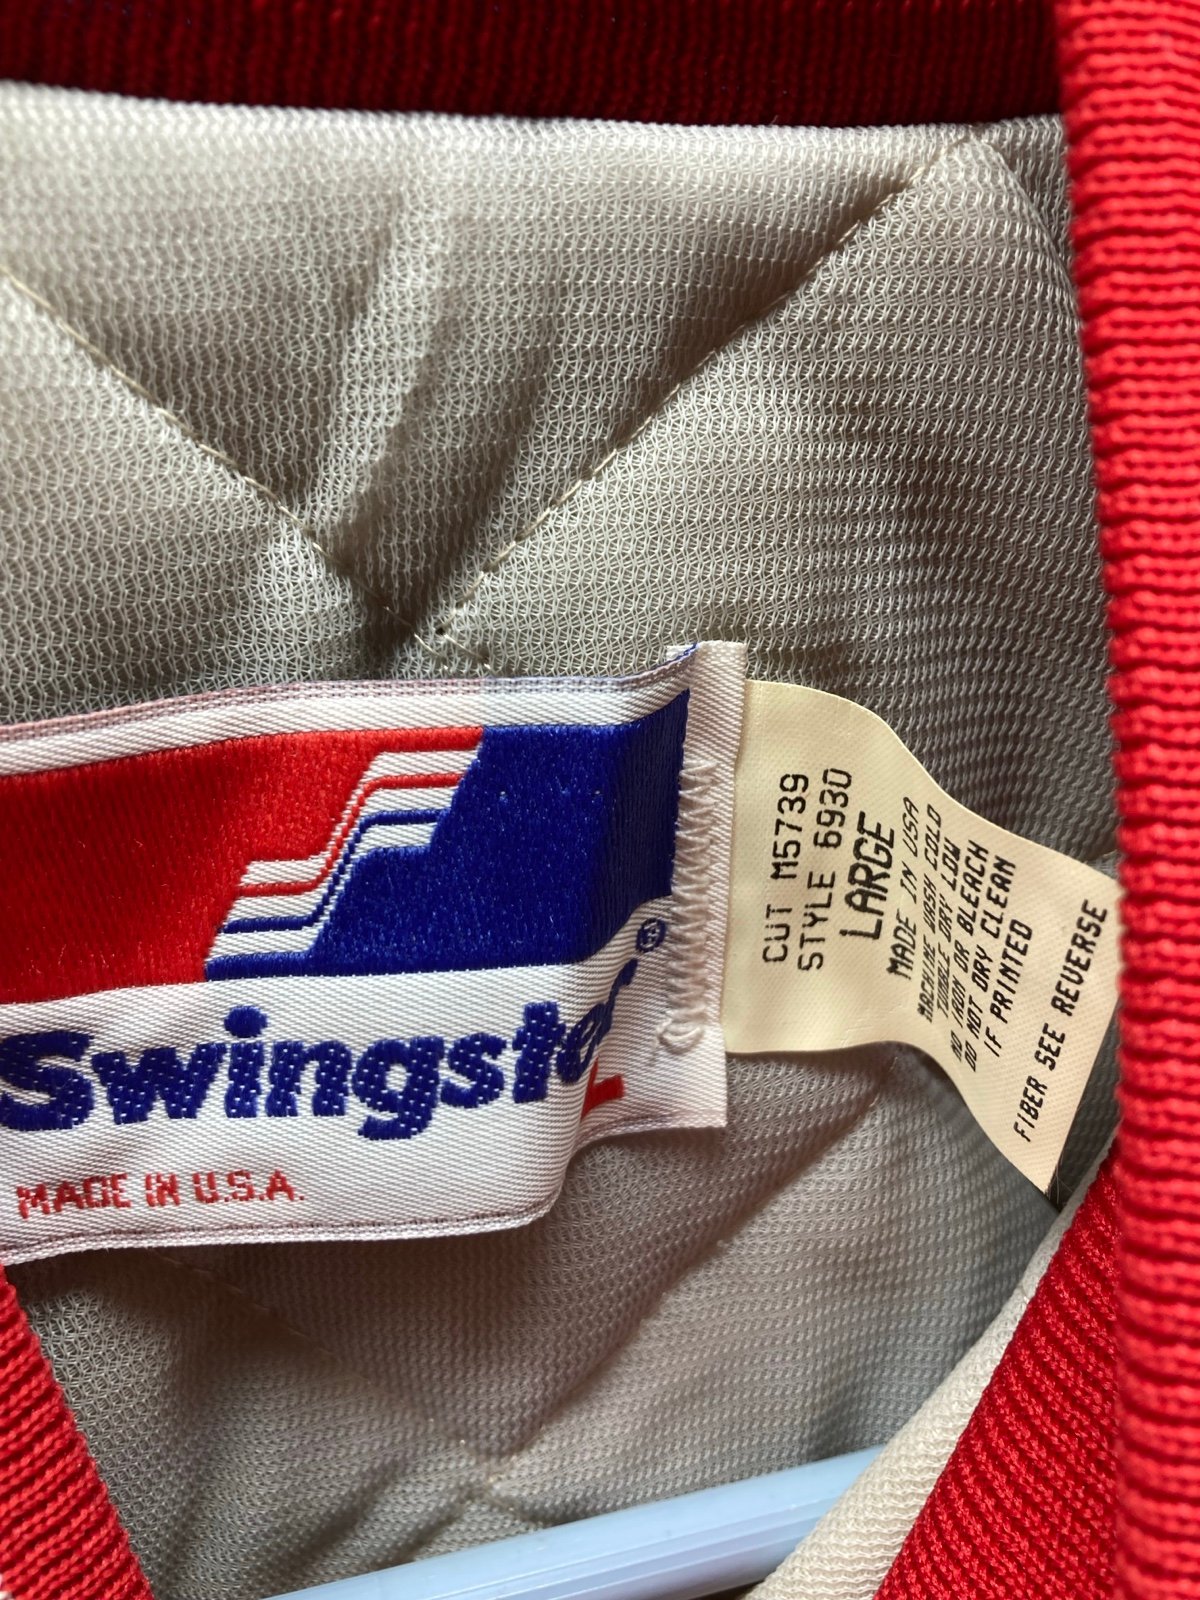 Swingster
®
MADE IN U.S.A.
CUT M5739
STYLE 6930
LARGE
MADE IN USA
MACHINE WASH COLD
TUMBLE DRY LOW
NO IRON OR BLEACH
DO NOT DRY CLEAN
IF PRINTED
FIBER SEE REVERSE